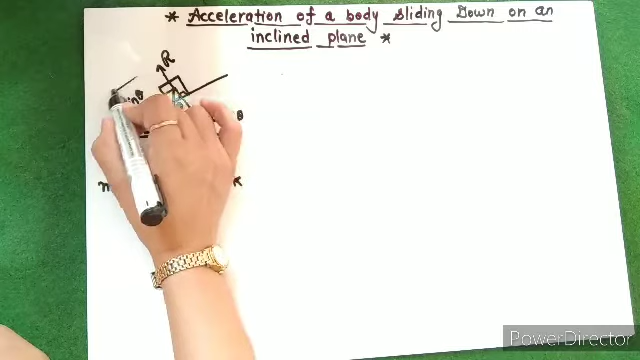 * Acceleration of a body sliding Down on an
inclined plane *
R
θ
PowerDirector